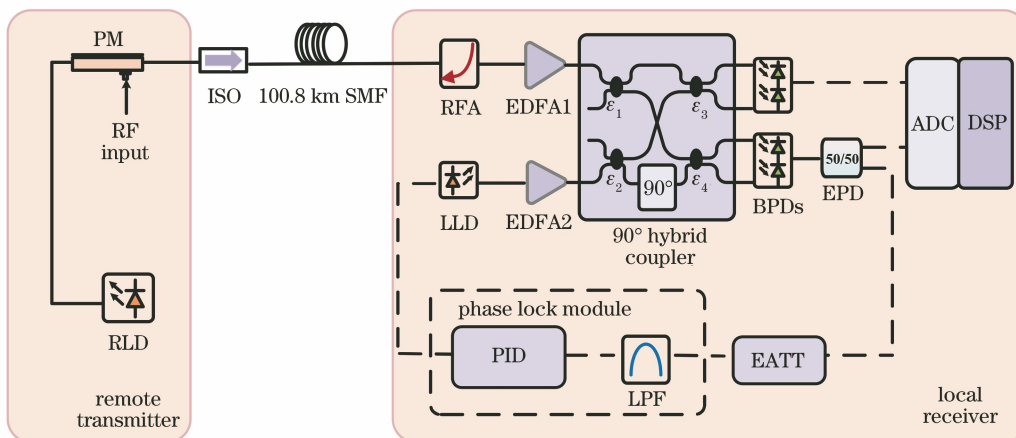 PM
RF
input
ISO
100.8 km SMF
RFA
EDFA1
ε1
ε3
ADC
DSP
LLD
EDFA2
ε2
90°
ε4
BPDs
50/50
EPD
90° hybrid
coupler
RLD
phase lock module
PID
LPF
EATT
remote
transmitter
local
receiver